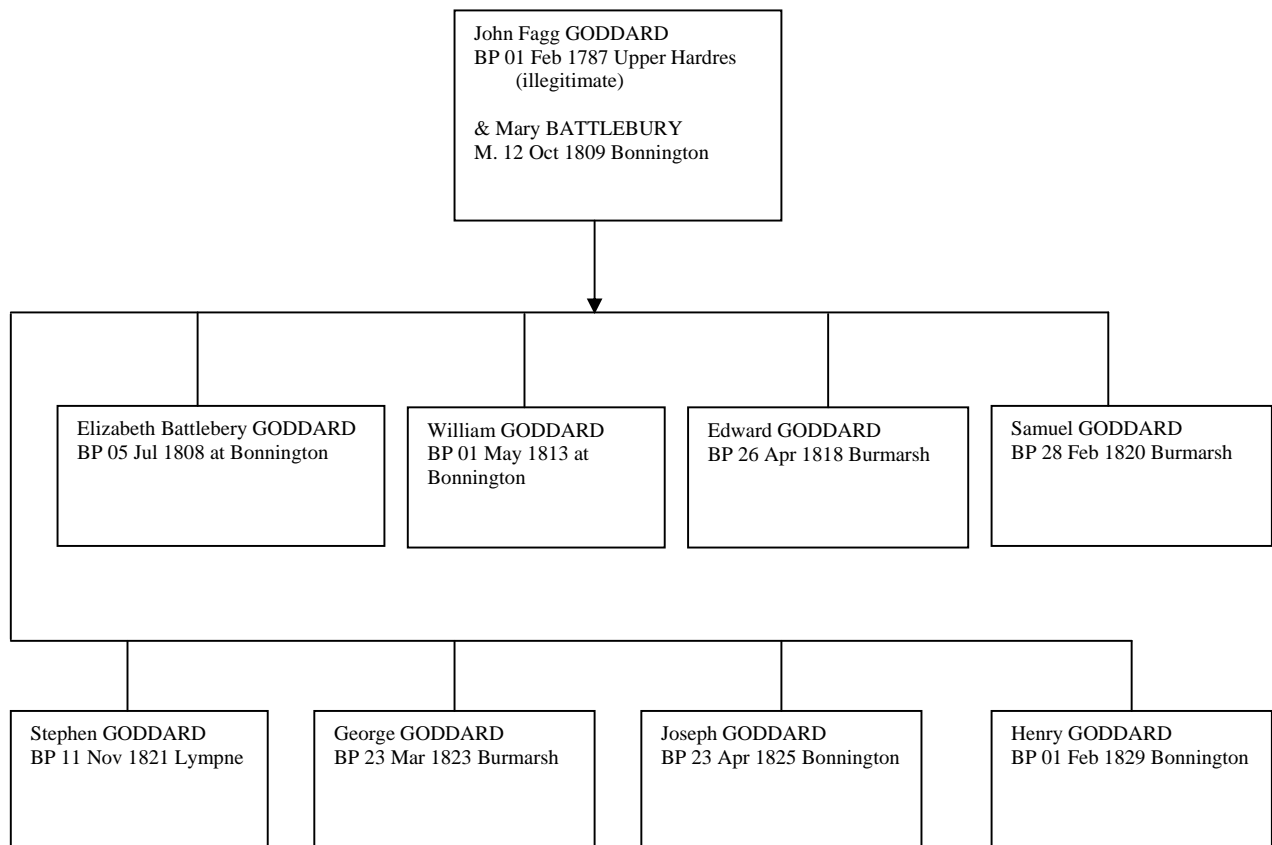 John Fagg GODDARD
BP 01 Feb 1787 Upper Hardres
(illegitimate)
& Mary BATTLEBURY
M. 12 Oct 1809 Bonnington
Elizabeth Battlebery GODDARD
BP 05 Jul 1808 at Bonnington
William GODDARD
BP 01 May 1813 at
Bonnington
Edward GODDARD
BP 26 Apr 1818 Burmarsh
Samuel GODDARD
BP 28 Feb 1820 Burmarsh
Stephen GODDARD
BP 11 Nov 1821 Lympne
George GODDARD
BP 23 Mar 1823 Burmarsh
Joseph GODDARD
BP 23 Apr 1825 Bonnington
Henry GODDARD
BP 01 Feb 1829 Bonnington